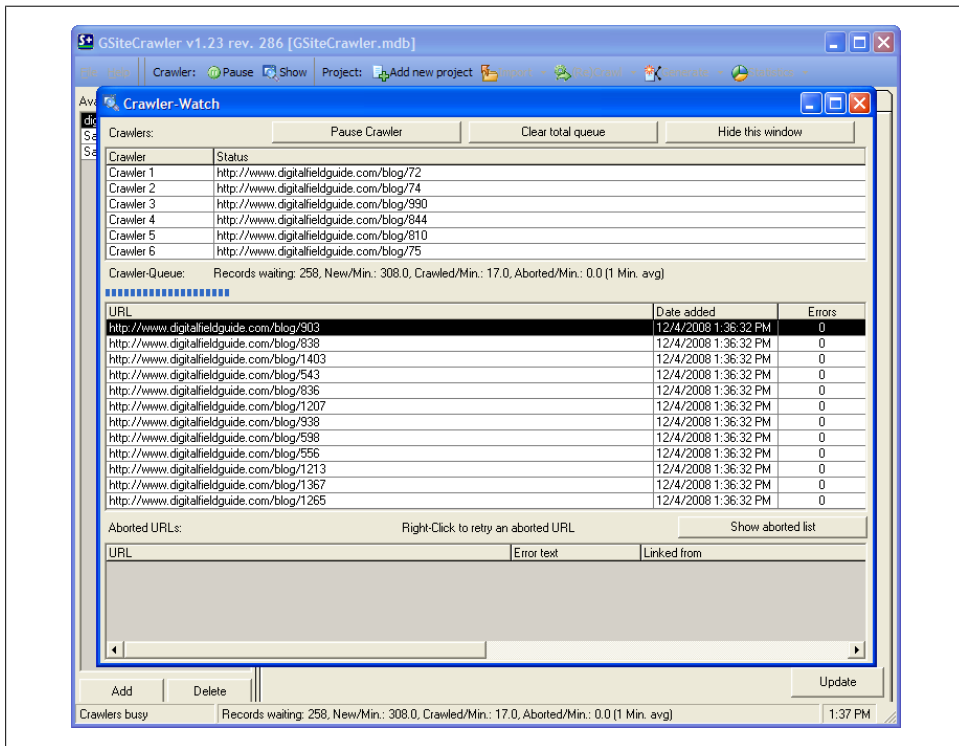 GSiteCrawler v1.23 rev. 286 [GSiteCrawler.mdb]
Crawler: Pause Show Project: Add new project
Crawler-Watch
Crawlers: Pause Crawler Clear total queue Hide this window
Crawler Status
Crawler 1 http://www.digitalfieldguide.com/blog/72
Crawler 2 http://www.digitalfieldguide.com/blog/74
Crawler 3 http://www.digitalfieldguide.com/blog/990
Crawler 4 http://www.digitalfieldguide.com/blog/844
Crawler 5 http://www.digitalfieldguide.com/blog/810
Crawler 6 http://www.digitalfieldguide.com/blog/75
Crawler-Queue: Records waiting: 258, New/Min.: 308.0, Crawled/Min.: 17.0, Aborted/Min.: 0.0 (1 Min. avg)
URL Date added Errors
http://www.digitalfieldguide.com/blog/903 12/4/2008 1:36:32 PM 0
http://www.digitalfieldguide.com/blog/838 12/4/2008 1:36:32 PM 0
http://www.digitalfieldguide.com/blog/1403 12/4/2008 1:36:32 PM 0
http://www.digitalfieldguide.com/blog/543 12/4/2008 1:36:32 PM 0
http://www.digitalfieldguide.com/blog/836 12/4/2008 1:36:32 PM 0
http://www.digitalfieldguide.com/blog/1207 12/4/2008 1:36:32 PM 0
http://www.digitalfieldguide.com/blog/938 12/4/2008 1:36:32 PM 0
http://www.digitalfieldguide.com/blog/598 12/4/2008 1:36:32 PM 0
http://www.digitalfieldguide.com/blog/556 12/4/2008 1:36:32 PM 0
http://www.digitalfieldguide.com/blog/1213 12/4/2008 1:36:32 PM 0
http://www.digitalfieldguide.com/blog/1367 12/4/2008 1:36:32 PM 0
http://www.digitalfieldguide.com/blog/1265 12/4/2008 1:36:32 PM 0
Aborted URLs: Right-Click to retry an aborted URL Show aborted list
URL Error text Linked from
Update
Add Delete
Crawlers busy Records waiting: 258, New/Min.: 308.0, Crawled/Min.: 17.0, Aborted/Min.: 0.0 (1 Min. avg) 1:37 PM